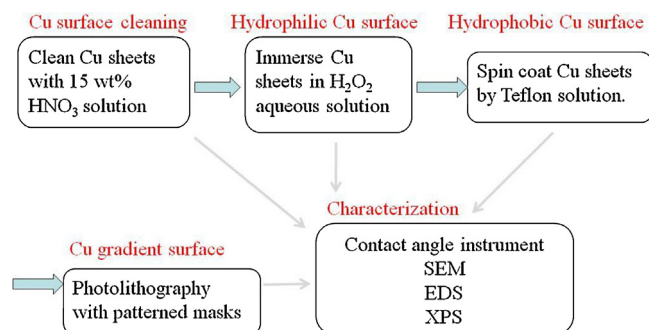 Cu surface cleaning
Hydrophilic Cu surface
Hydrophobic Cu surface
Clean Cu sheets
with 15 wt%
HNO₃ solution
Immerse Cu
sheets in H₂O₂
aqueous solution
Spin coat Cu sheets
by Teflon solution.
Characterization
Cu gradient surface
Contact angle instrument
SEM
EDS
XPS
Photolithography
with patterned masks